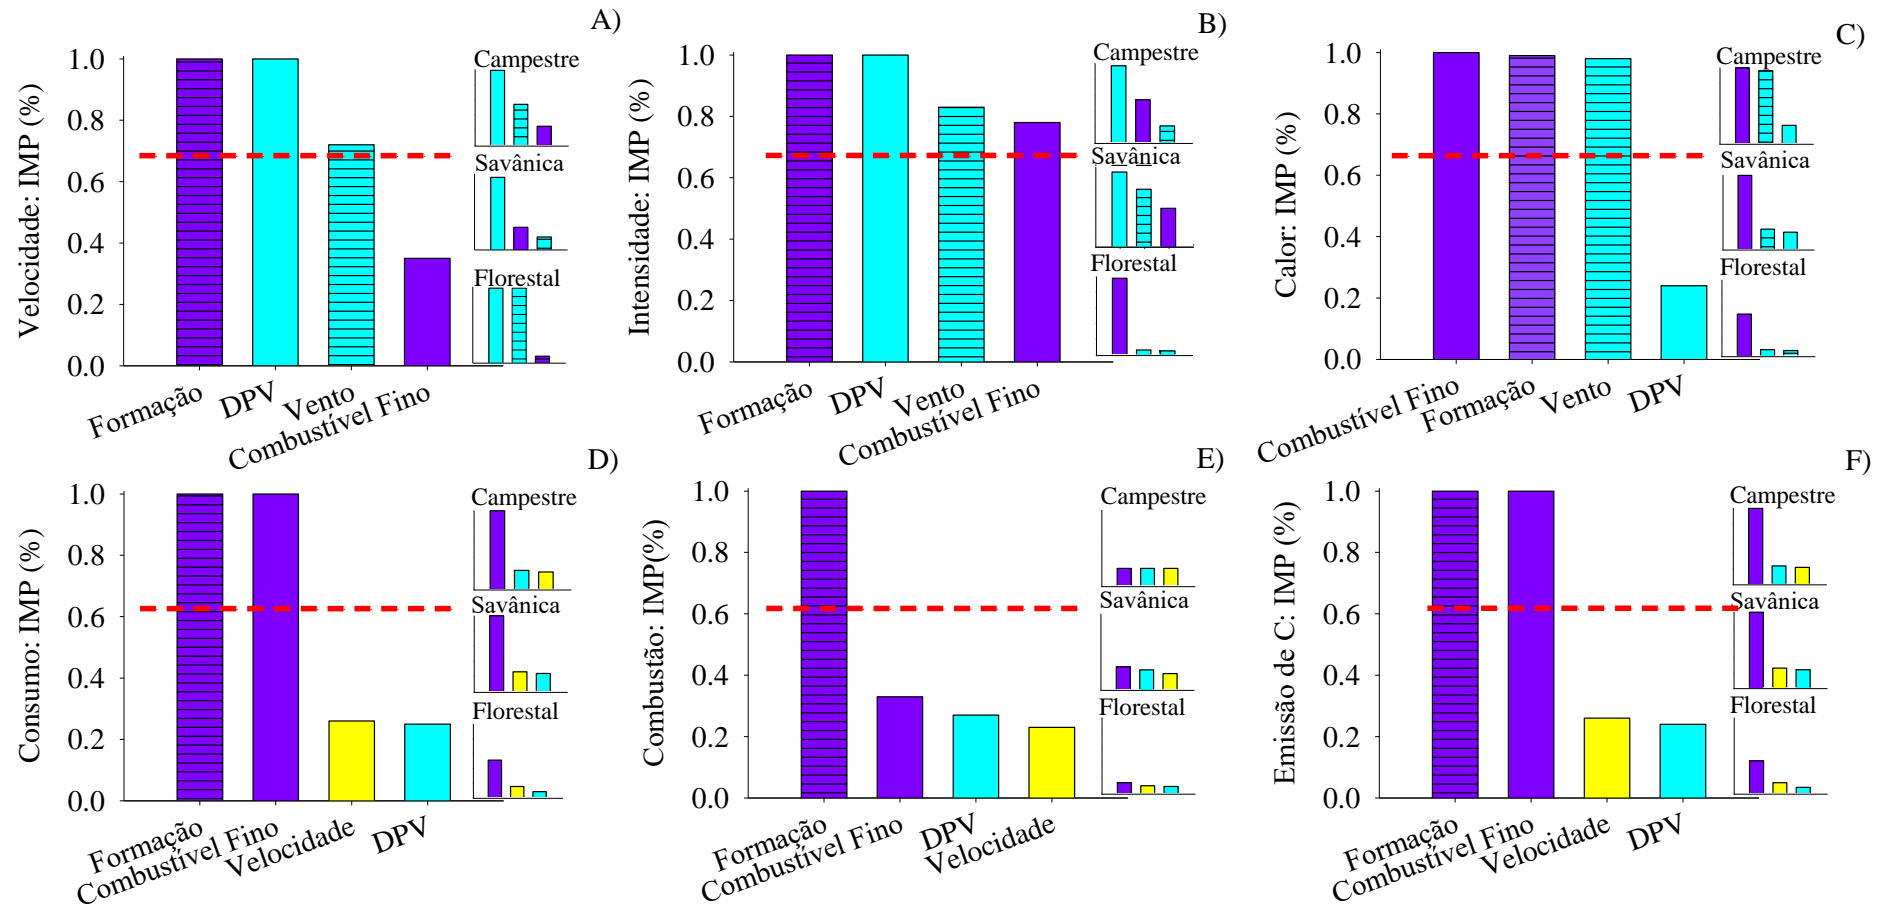 A)
Velocidade: IMP (%)
1.0
0.8
0.6
0.4
0.2
0.0
Formação
DPV
Vento
Combustível Fino
Campestre
Savânica
Florestal
B)
Intensidade: IMP (%)
1.0
0.8
0.6
0.4
0.2
0.0
Formação
DPV
Vento
Combustível Fino
Campestre
Savânica
Florestal
C)
Calor: IMP (%)
1.0
0.8
0.6
0.4
0.2
0.0
Combustível Fino
Formação
Vento
DPV
Campestre
Savânica
Florestal
D)
Consumo: IMP (%)
1.0
0.8
0.6
0.4
0.2
0.0
Formação
Combustível Fino
Velocidade
DPV
Campestre
Savânica
Florestal
E)
Combustão: IMP(%)
1.0
0.8
0.6
0.4
0.2
0.0
Formação
Combustível Fino
DPV
Velocidade
Campestre
Savânica
Florestal
F)
Emissão de C: IMP (%)
1.0
0.8
0.6
0.4
0.2
0.0
Formação
Combustível Fino
Velocidade
DPV
Campestre
Savânica
Florestal